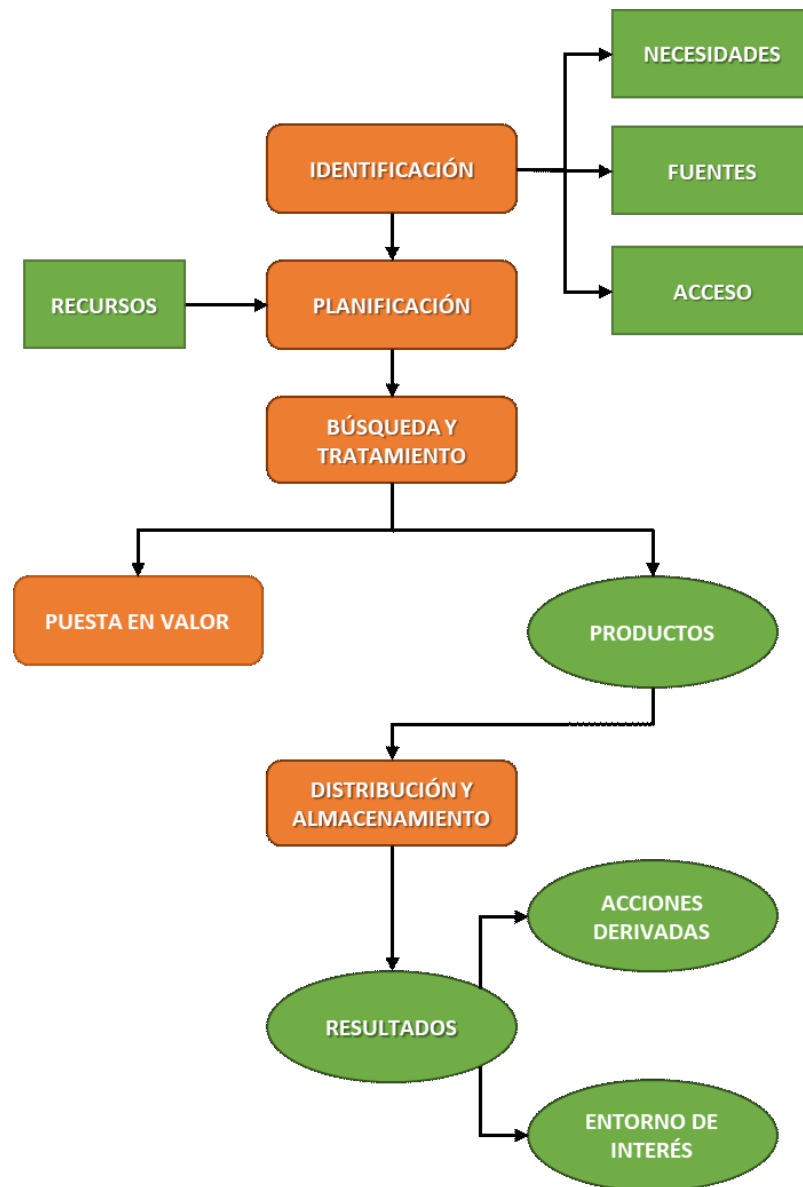 NECESIDADES
IDENTIFICACIÓN
FUENTES
ACCESO
RECURSOS
PLANIFICACIÓN
BÚSQUEDA Y
TRATAMIENTO
PUESTA EN VALOR
PRODUCTOS
DISTRIBUCIÓN Y
ALMACENAMIENTO
ACCIONES
DERIVADAS
RESULTADOS
ENTORNO DE
INTERÉS